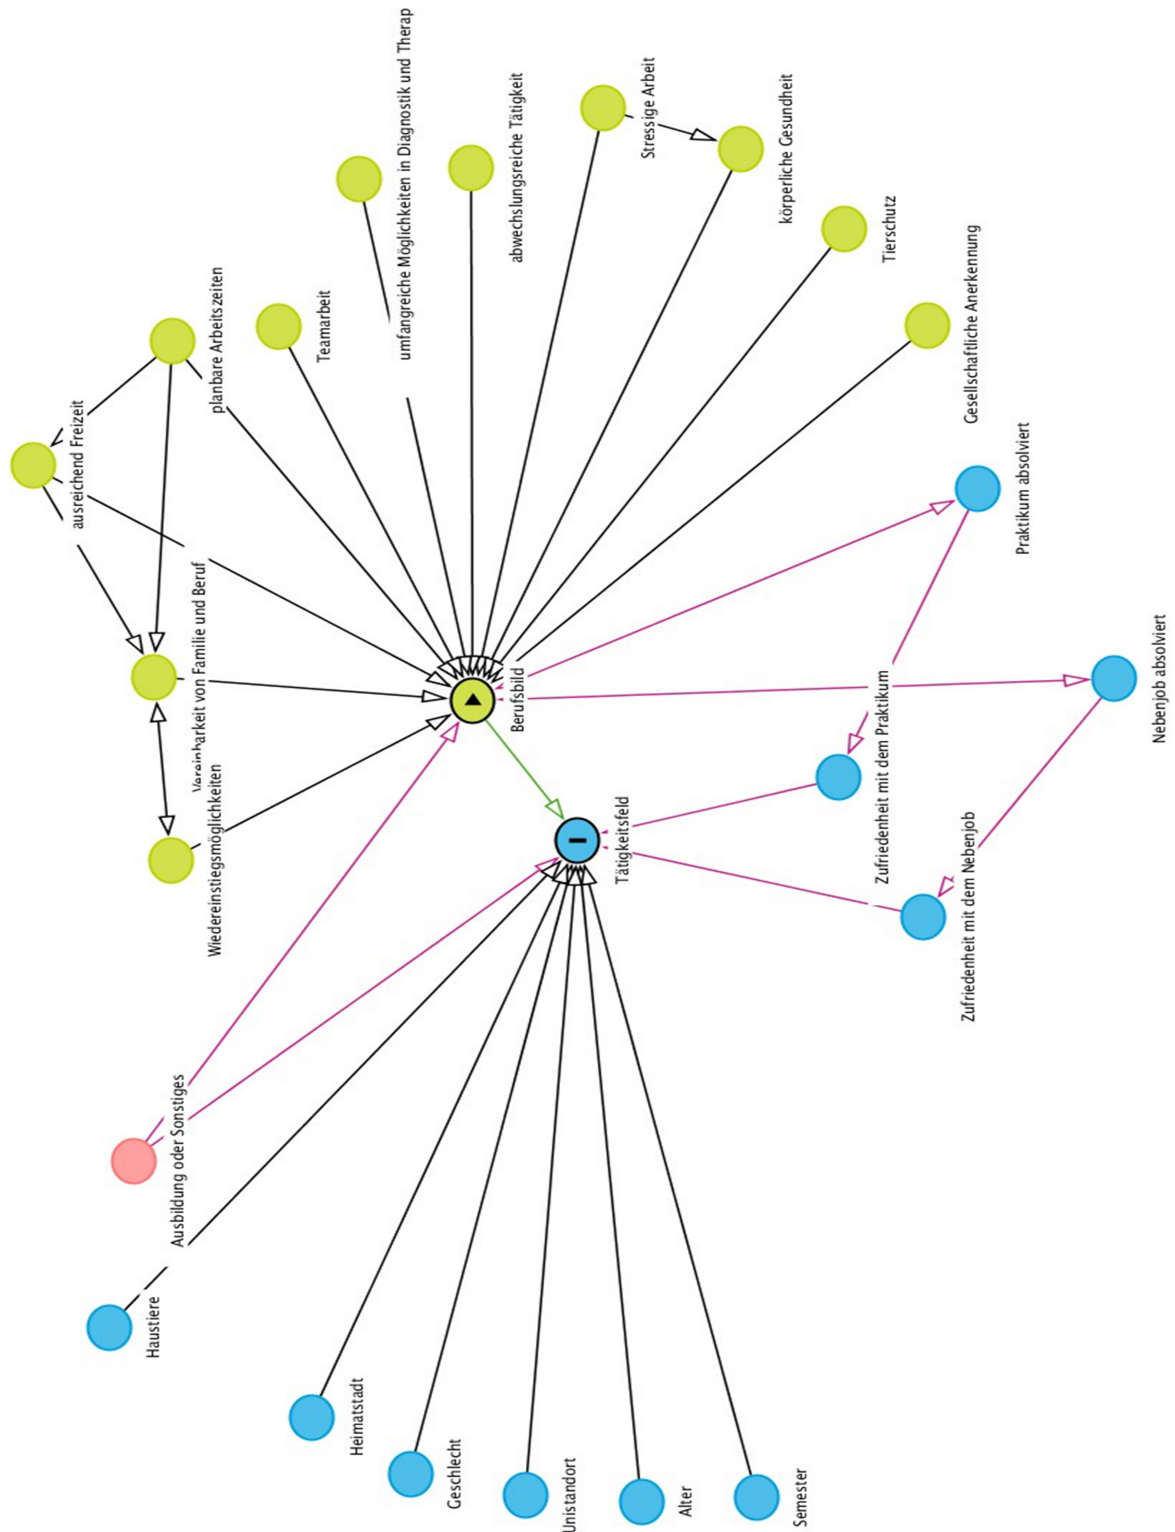 ausreichend Freizeit
planbare Arbeitszeiten
Vereinbarkeit von Familie und Beruf
Wiedereinstiegsmöglichkeiten
Teamarbeit
umfangreiche Möglichkeiten in Diagnostik und Therap
abwechslungsreiche Tätigkeit
Stressige Arbeit
körperliche Gesundheit
Tierschutz
Gesellschaftliche Anerkennung
Berufsbild
Praktikum absolviert
Nebenjob absolviert
Zufriedenheit mit dem Praktikum
Zufriedenheit mit dem Nebenjob
Tätigkeitsfeld
Ausbildung oder Sonstiges
Haustiere
Heimatstadt
Geschlecht
Unistandort
Alter
Semester